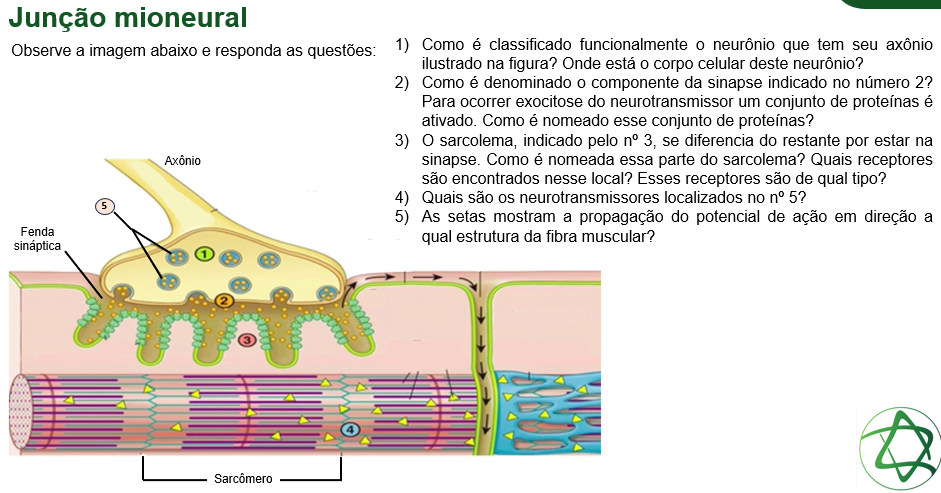 Junção mioneural
Observe a imagem abaixo e responda as questões:
1) Como é classificado funcionalmente o neurônio que tem seu axônio
ilustrado na figura? Onde está o corpo celular deste neurônio?
2) Como é denominado o componente da sinapse indicado no número 2?
Para ocorrer exocitose do neurotransmissor um conjunto de proteínas é
ativado. Como é nomeado esse conjunto de proteínas?
3) O sarcolema, indicado pelo nº 3, se diferencia do restante por estar na
sinapse. Como é nomeada essa parte do sarcolema? Quais receptores
são encontrados nesse local? Esses receptores são de qual tipo?
4) Quais são os neurotransmissores localizados no nº 5?
5) As setas mostram a propagação do potencial de ação em direção a
qual estrutura da fibra muscular?
Axônio
5
Fenda
sináptica
1
2
3
4
Sarcômero